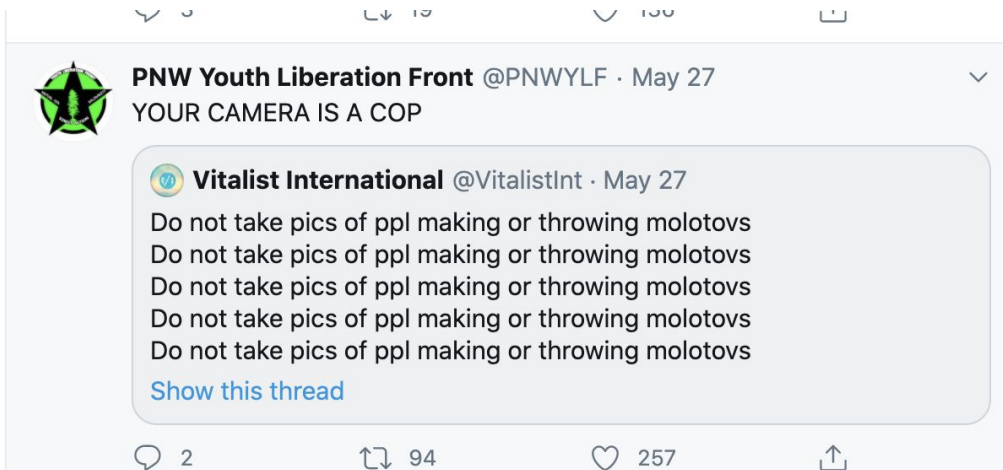 PNW Youth Liberation Front @PNWYLF · May 27
YOUR CAMERA IS A COP
Vitalist International @VitalistInt · May 27
Do not take pics of ppl making or throwing molotovs
Do not take pics of ppl making or throwing molotovs
Do not take pics of ppl making or throwing molotovs
Do not take pics of ppl making or throwing molotovs
Do not take pics of ppl making or throwing molotovs
Show this thread
2 94 257